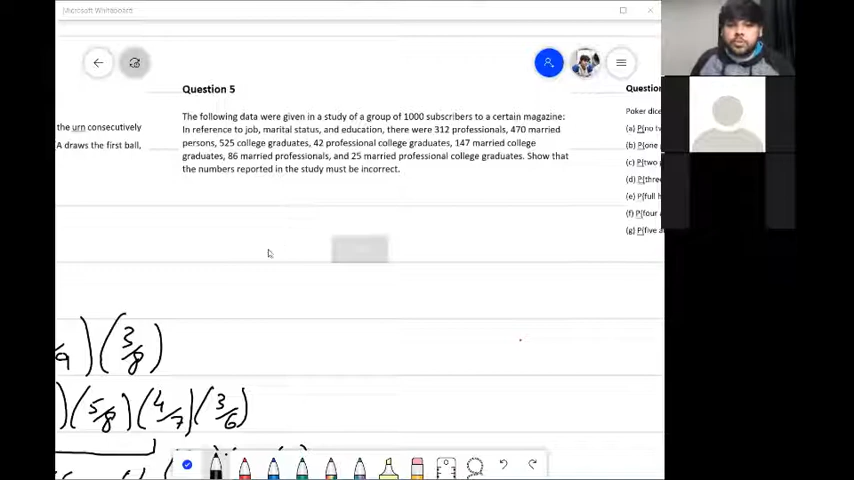 Microsoft Whiteboard
Question 5
The following data were given in a study of a group of 1000 subscribers to a certain magazine:
In reference to job, marital status, and education, there were 312 professionals, 470 married
persons, 525 college graduates, 42 professional college graduates, 147 married college
graduates, 86 married professionals, and 25 married professional college graduates. Show that
the numbers reported in the study must be incorrect.
the urn consecutively
A draws the first ball,
Question
Poker dice
(a) P{no tw
(b) P{one
(c) P{two
(d) P{three
(e) P{full h
(f) P{four a
(g) P{five a
)(3/8)
)(5/8)(4/7)(3/6)